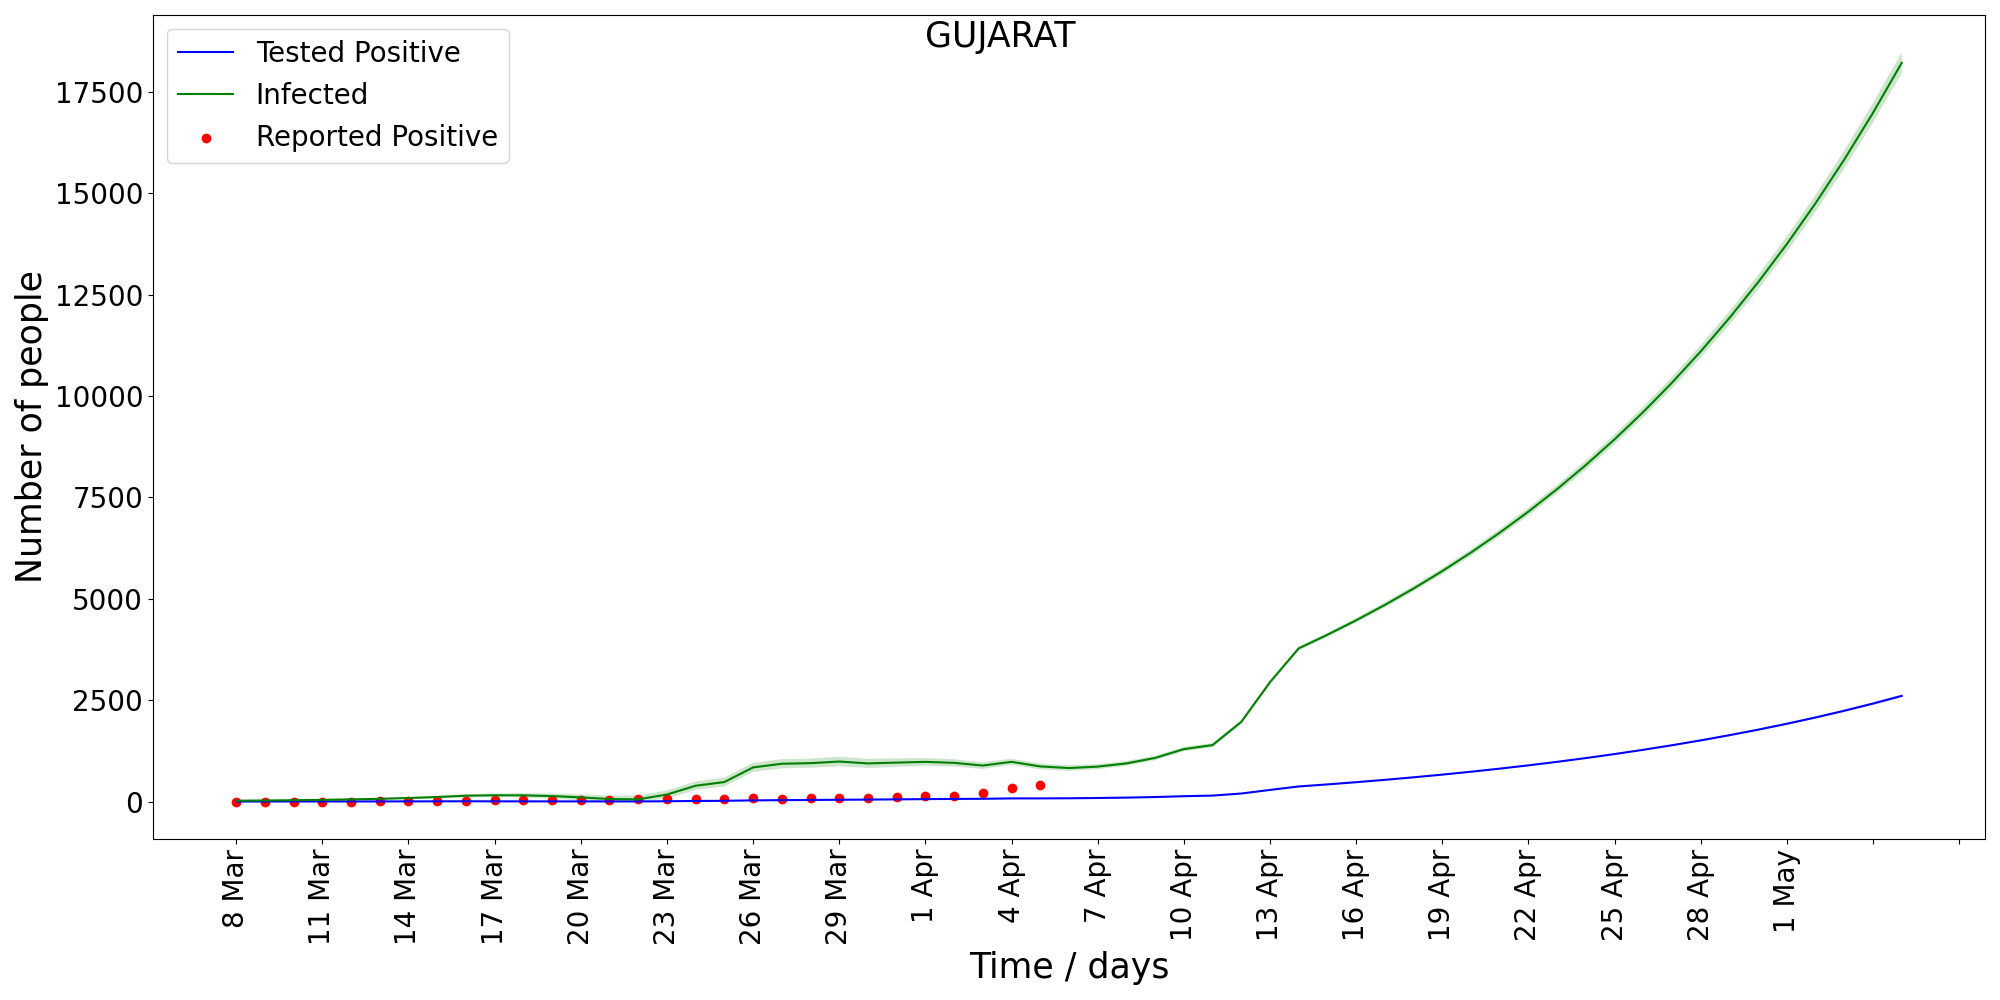 GUJARAT
Tested Positive
Infected
Reported Positive
Number of people
17500
15000
12500
10000
7500
5000
2500
0
8 Mar
11 Mar
14 Mar
17 Mar
20 Mar
23 Mar
26 Mar
29 Mar
1 Apr
4 Apr
7 Apr
10 Apr
13 Apr
16 Apr
19 Apr
22 Apr
25 Apr
28 Apr
1 May
Time / days